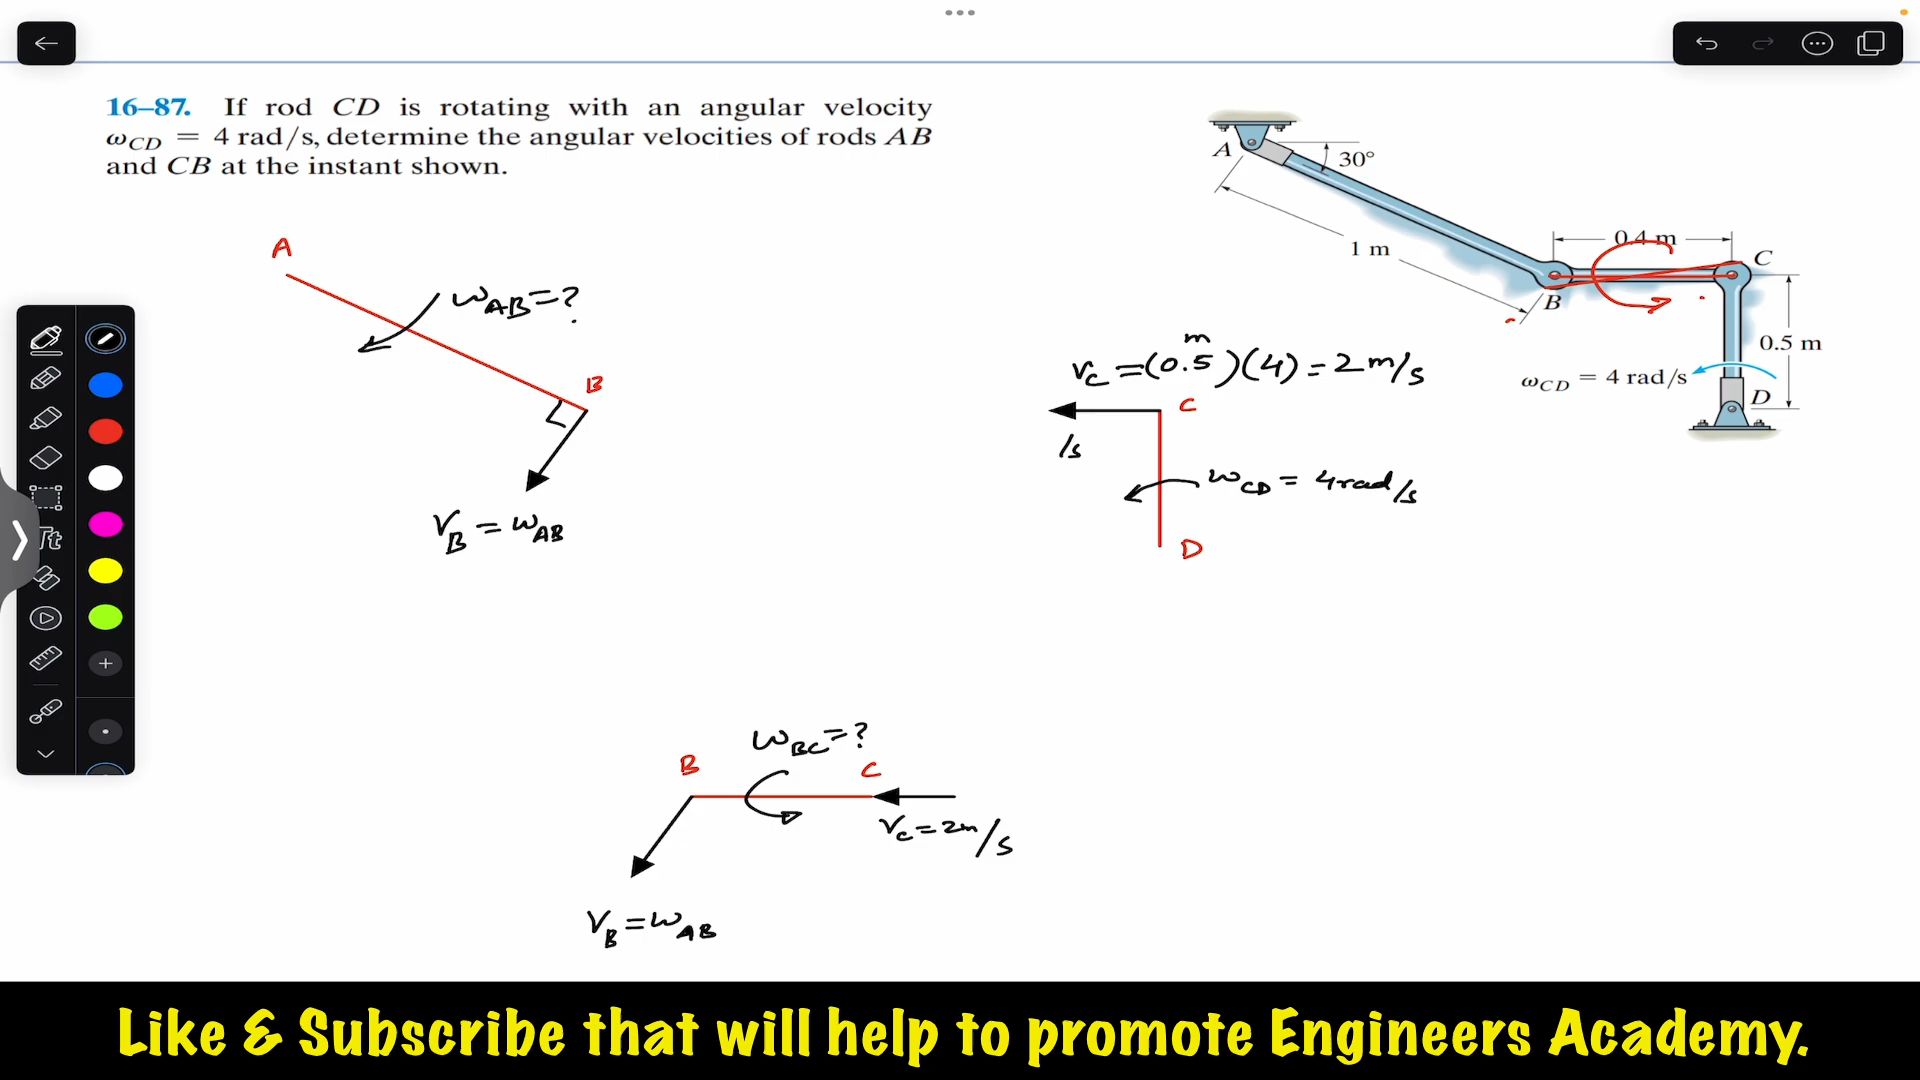 16–87. If rod CD is rotating with an angular velocity
ωCD = 4 rad/s, determine the angular velocities of rods AB
and CB at the instant shown.
A
30°
1 m
0.4 m
C
B
0.5 m
ωCD = 4 rad/s
D
A
ωAB=?
B
VB = ωAB
m
vC =(0.5)(4) = 2m/s
C
/s
ωCD = 4rad/s
D
ωBC=?
B
C
vC=2m/s
VB=ωAB
Tt
Like & Subscribe that will help to promote Engineers Academy.